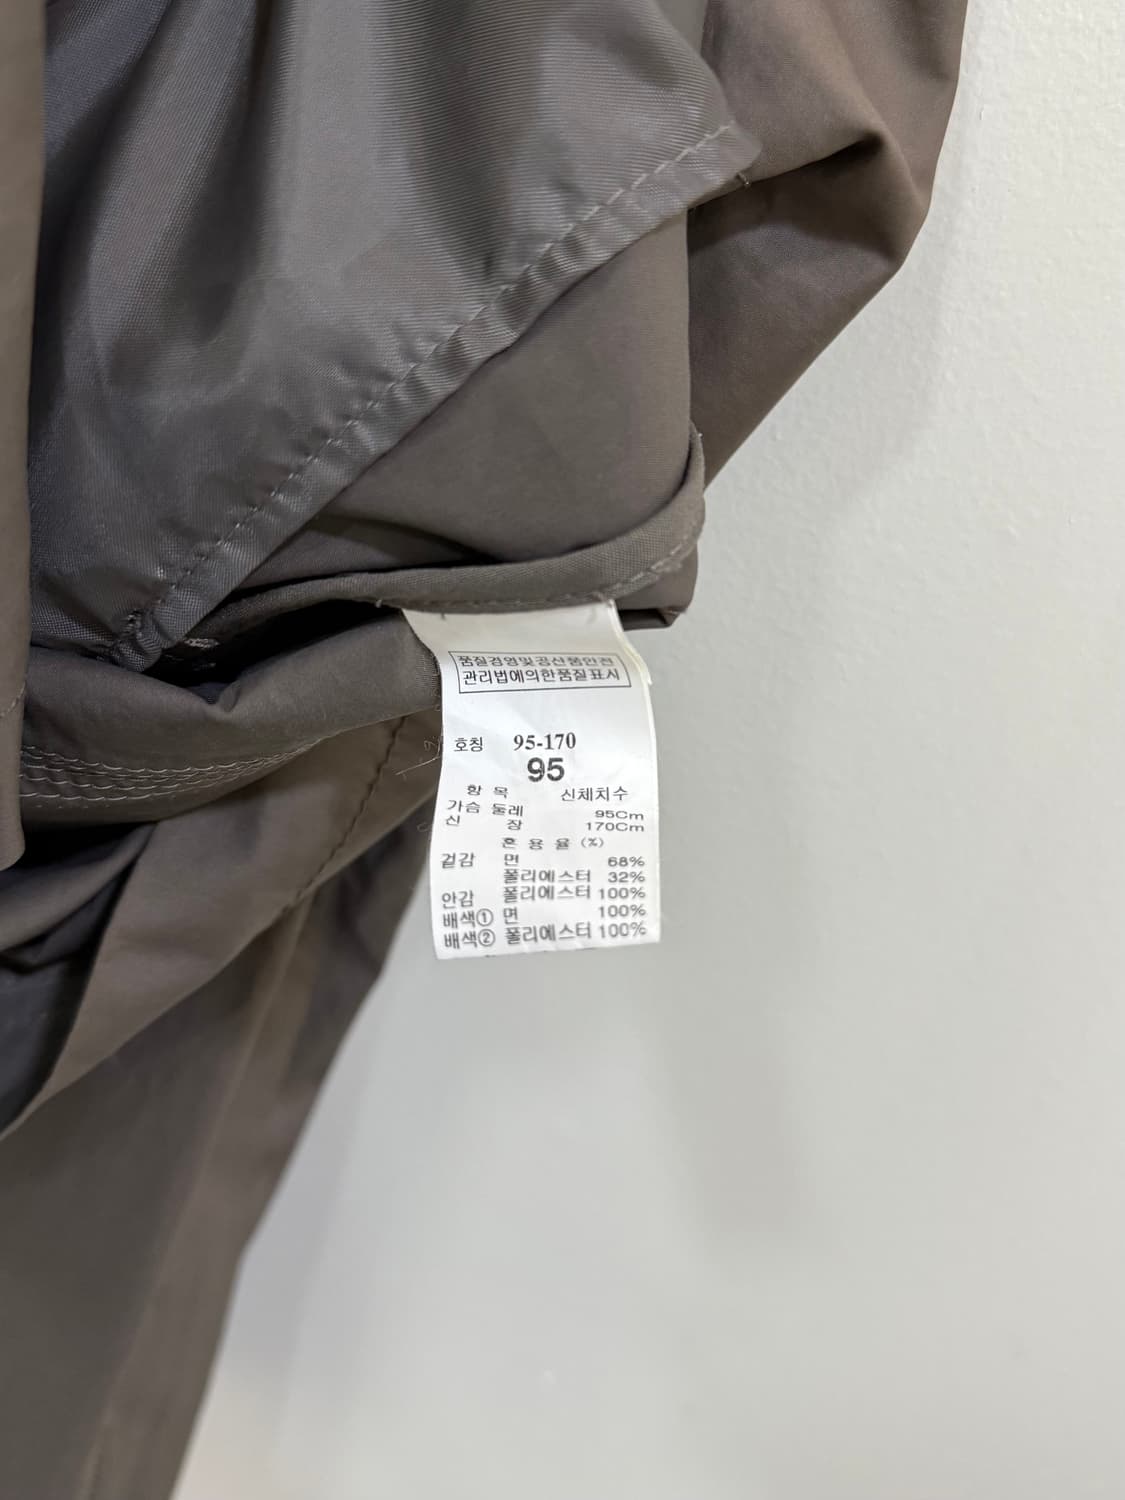 품질경영및공산품안전
관리법에의한품질표시
호칭 95-170
95
항 목 신체치수
가슴 둘레 95Cm
신 장 170Cm
혼 용 율 (%)
겉감 면 68%
폴리에스터 32%
안감 폴리에스터 100%
배색① 면 100%
배색② 폴리에스터 100%